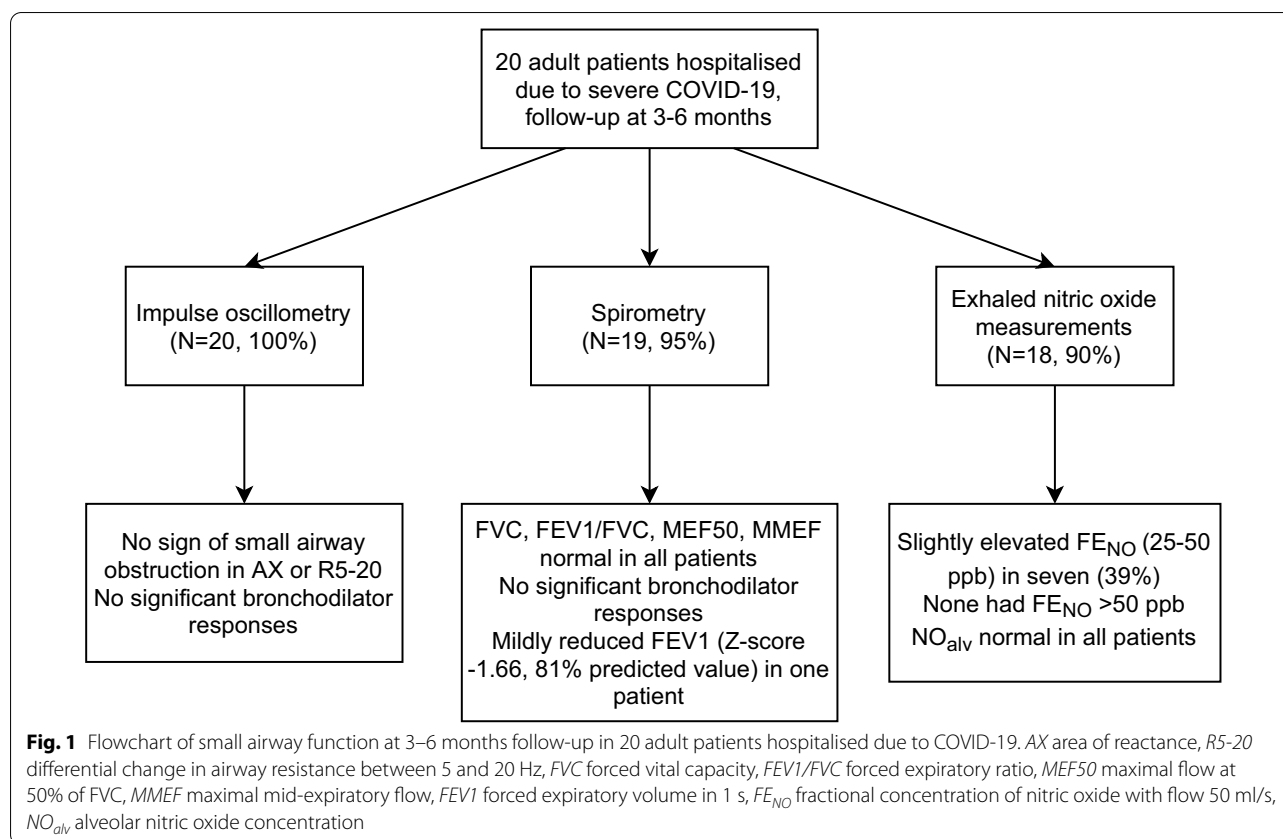 20 adult patients hospitalised
due to severe COVID-19,
follow-up at 3-6 months
Impulse oscillometry
(N=20, 100%)
Spirometry
(N=19, 95%)
Exhaled nitric oxide
measurements
(N=18, 90%)
No sign of small airway
obstruction in AX or R5-20
No significant bronchodilator
responses
FVC, FEV1/FVC, MEF50, MMEF
normal in all patients
No significant bronchodilator
responses
Mildly reduced FEV1 (Z-score
-1.66, 81% predicted value) in one
patient
Slightly elevated FENO (25-50
ppb) in seven (39%)
None had FENO >50 ppb
NOalv normal in all patients
Fig. 1 Flowchart of small airway function at 3–6 months follow-up in 20 adult patients hospitalised due to COVID-19. AX area of reactance, R5-20
differential change in airway resistance between 5 and 20 Hz, FVC forced vital capacity, FEV1/FVC forced expiratory ratio, MEF50 maximal flow at
50% of FVC, MMEF maximal mid-expiratory flow, FEV1 forced expiratory volume in 1 s, FENO fractional concentration of nitric oxide with flow 50 ml/s,
NOalv alveolar nitric oxide concentration